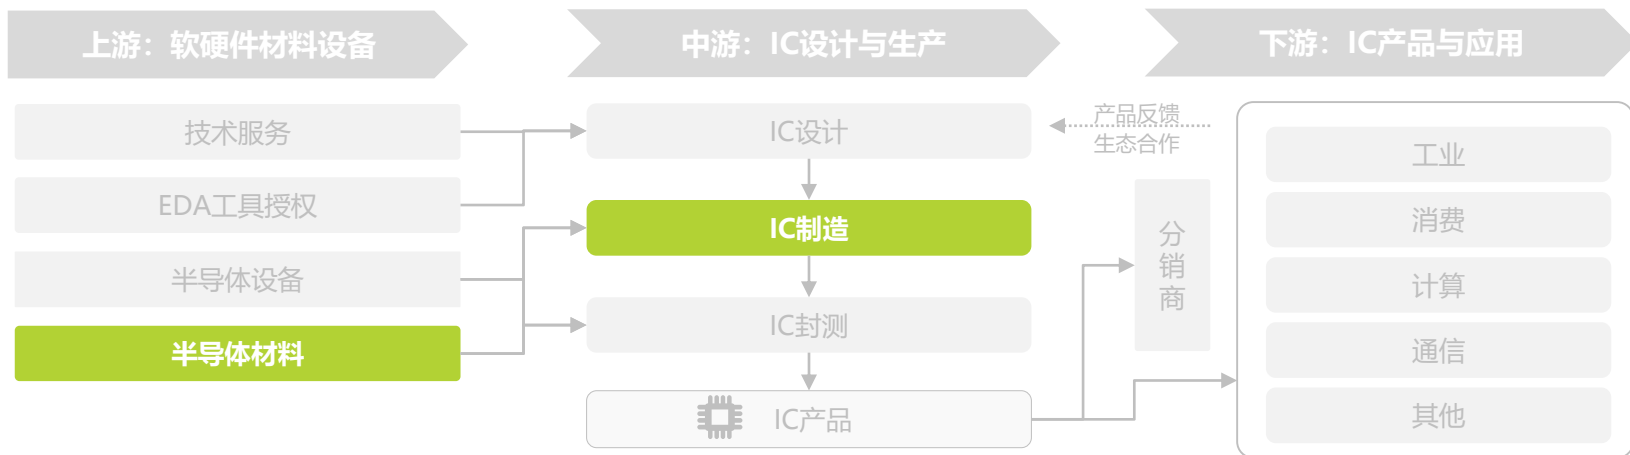 上游：软硬件材料设备
中游：IC设计与生产
下游：IC产品与应用
技术服务
EDA工具授权
半导体设备
半导体材料
IC设计
IC制造
IC封测
IC产品
产品反馈
生态合作
分
销
商
工业
消费
计算
通信
其他